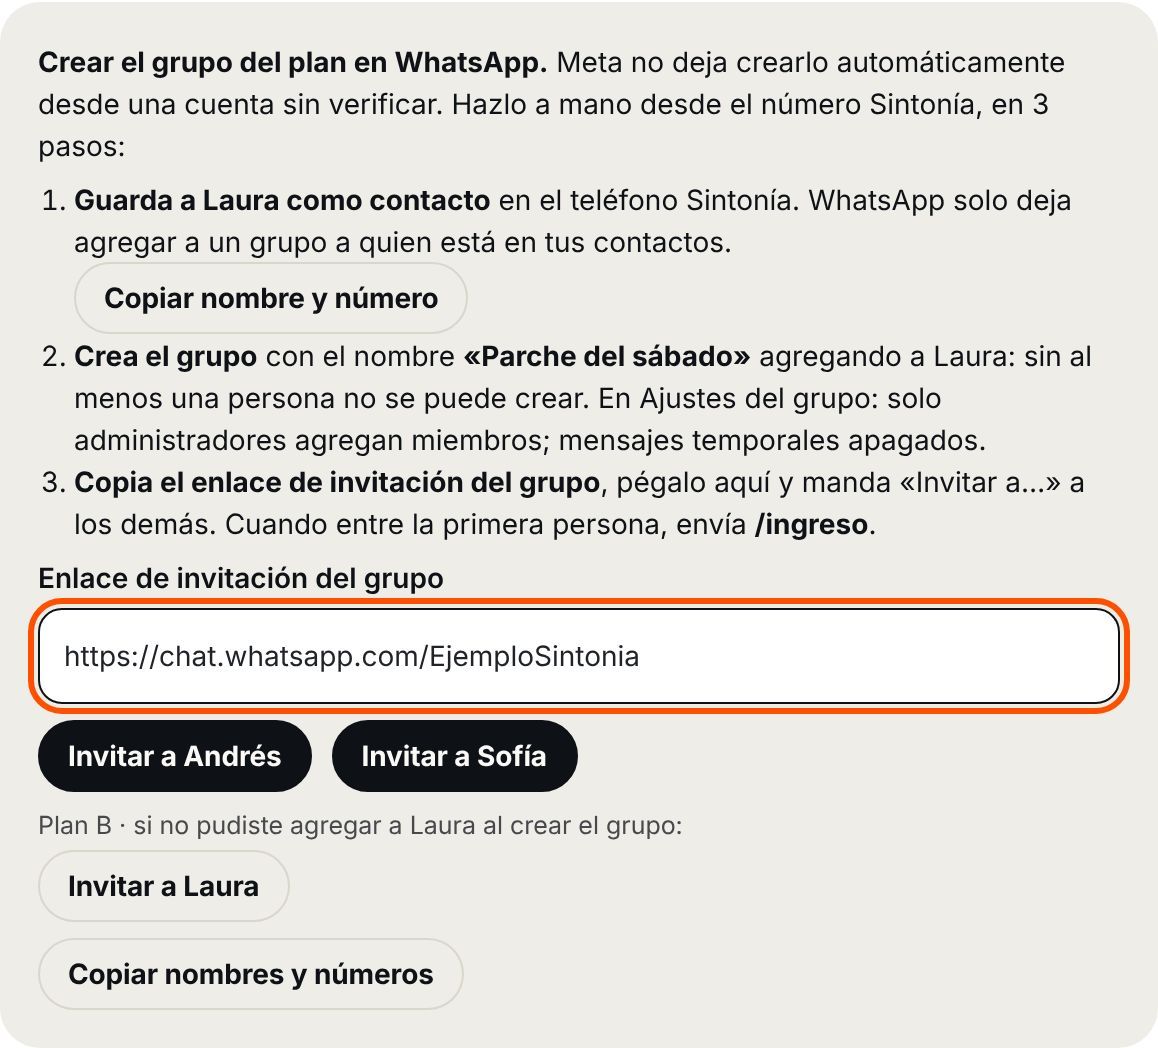 Crear el grupo del plan en WhatsApp. Meta no deja crearlo automáticamente
desde una cuenta sin verificar. Hazlo a mano desde el número Sintonía, en 3
pasos:
1. Guarda a Laura como contacto en el teléfono Sintonía. WhatsApp solo deja
agregar a un grupo a quien está en tus contactos.
Copiar nombre y número
2. Crea el grupo con el nombre «Parche del sábado» agregando a Laura: sin al
menos una persona no se puede crear. En Ajustes del grupo: solo
administradores agregan miembros; mensajes temporales apagados.
3. Copia el enlace de invitación del grupo, pégalo aquí y manda «Invitar a...» a
los demás. Cuando entre la primera persona, envía /ingreso.
Enlace de invitación del grupo
https://chat.whatsapp.com/EjemploSintonia
Invitar a Andrés Invitar a Sofía
Plan B · si no pudiste agregar a Laura al crear el grupo:
Invitar a Laura
Copiar nombres y números